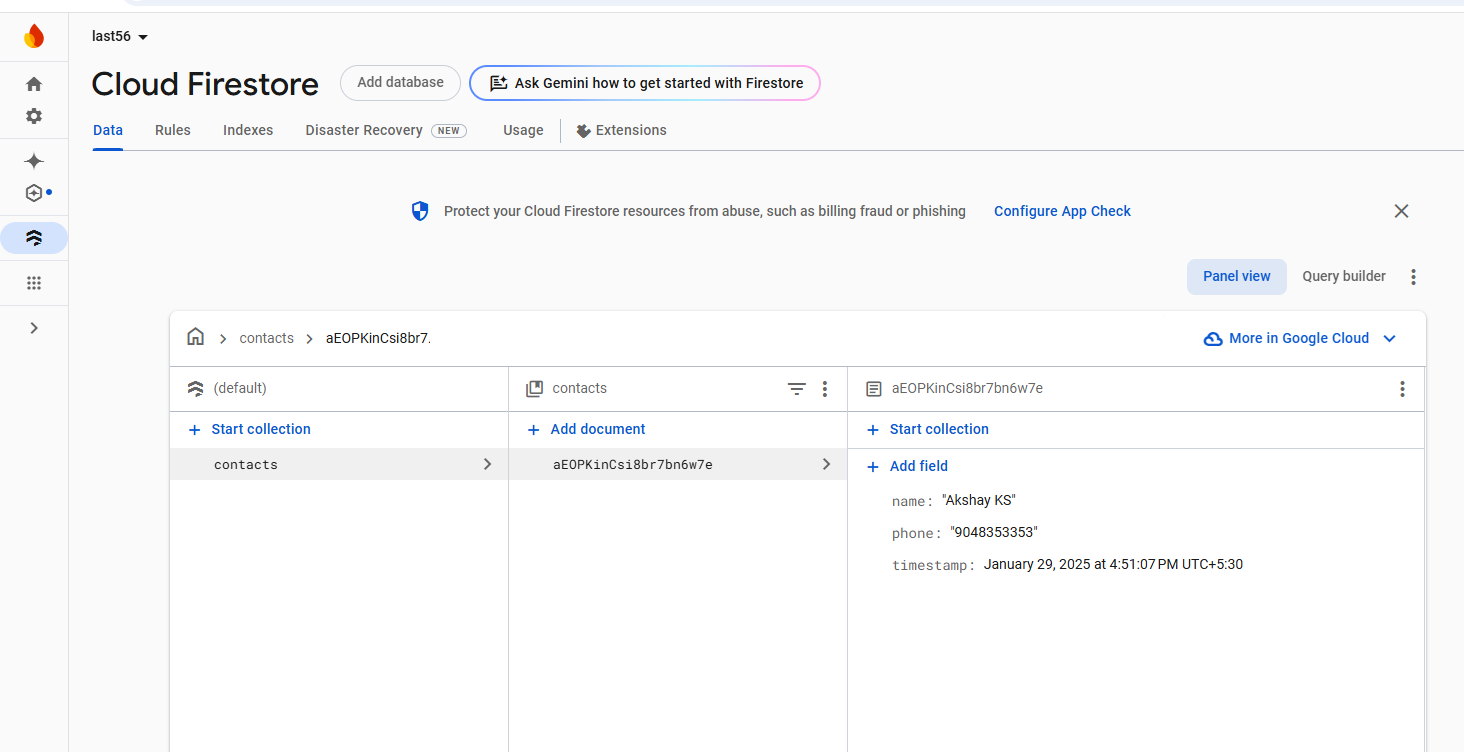 last56
Cloud Firestore
Add database
Ask Gemini how to get started with Firestore
Data
Rules
Indexes
Disaster Recovery
NEW
Usage
Extensions
Protect your Cloud Firestore resources from abuse, such as billing fraud or phishing
Configure App Check
Panel view
Query builder
contacts
aEOPKinCsi8br7.
More in Google Cloud
(default)
contacts
aEOPKinCsi8br7bn6w7e
Start collection
Add document
Start collection
contacts
aEOPKinCsi8br7bn6w7e
Add field
name: "Akshay KS"
phone: "9048353353"
timestamp: January 29, 2025 at 4:51:07 PM UTC+5:30